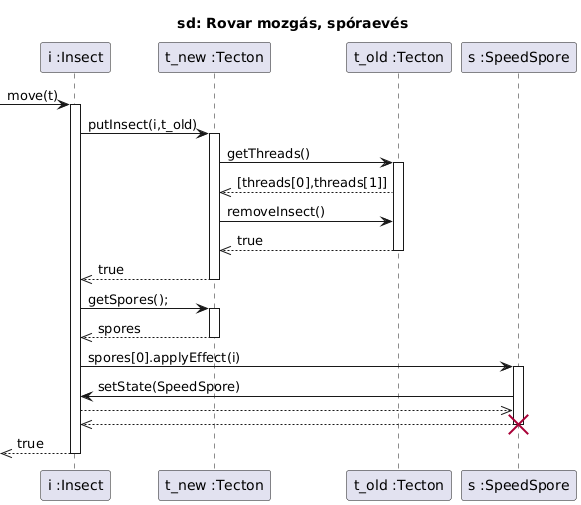 sd: Rovar mozgás, spóraevés
i :Insect
t_new :Tecton
t_old :Tecton
s :SpeedSpore
move(t)
putInsect(i,t_old)
getThreads()
[threads[0],threads[1]]
removeInsect()
true
true
getSpores();
spores
spores[0].applyEffect(i)
setState(SpeedSpore)
true
i :Insect
t_new :Tecton
t_old :Tecton
s :SpeedSpore